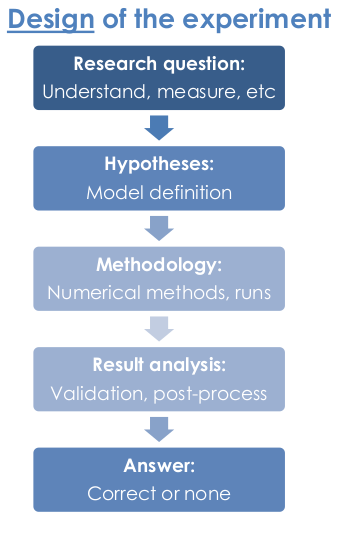 Design of the experiment
Research question:
Understand, measure, etc
Hypotheses:
Model definition
Methodology:
Numerical methods, runs
Result analysis:
Validation, post-process
Answer:
Correct or none